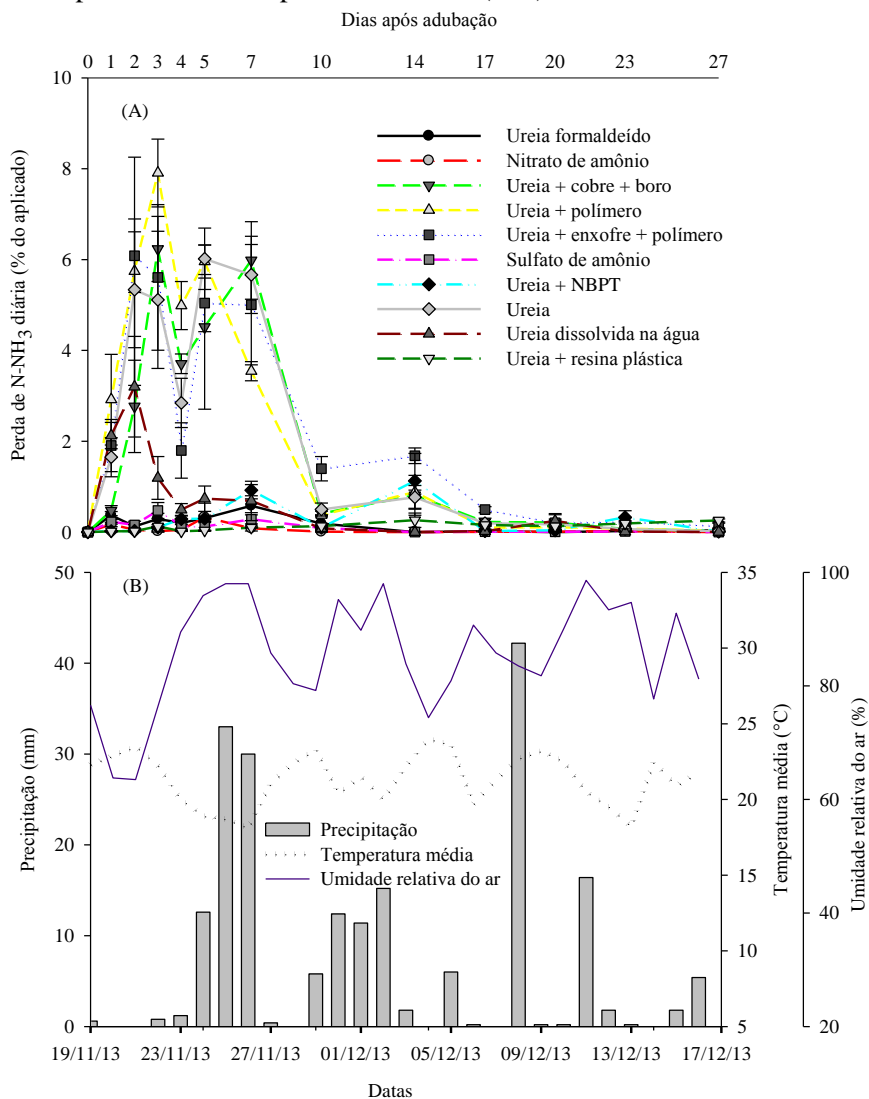 Dias após adubação
0 1 2 3 4 5 7 10 14 17 20 23 27
10
(A)
Ureia formaldeído
Nitrato de amônio
8
Ureia + cobre + boro
Ureia + polímero
Ureia + enxofre + polímero
6
Sulfato de amônio
Ureia + NBPT
Ureia
Ureia dissolvida na água
Ureia + resina plástica
4
2
0
Perda de N-NH3 diária (% do aplicado)
50 35 100
(B)
40 30 80
30 25
20 60
20
Precipitação
Temperatura média
Umidade relativa do ar
15
10 10 40
0 5 20
Precipitação (mm)
Temperatura média (°C)
Umidade relativa do ar (%)
19/11/13 23/11/13 27/11/13 01/12/13 05/12/13 09/12/13 13/12/13 17/12/13
Datas